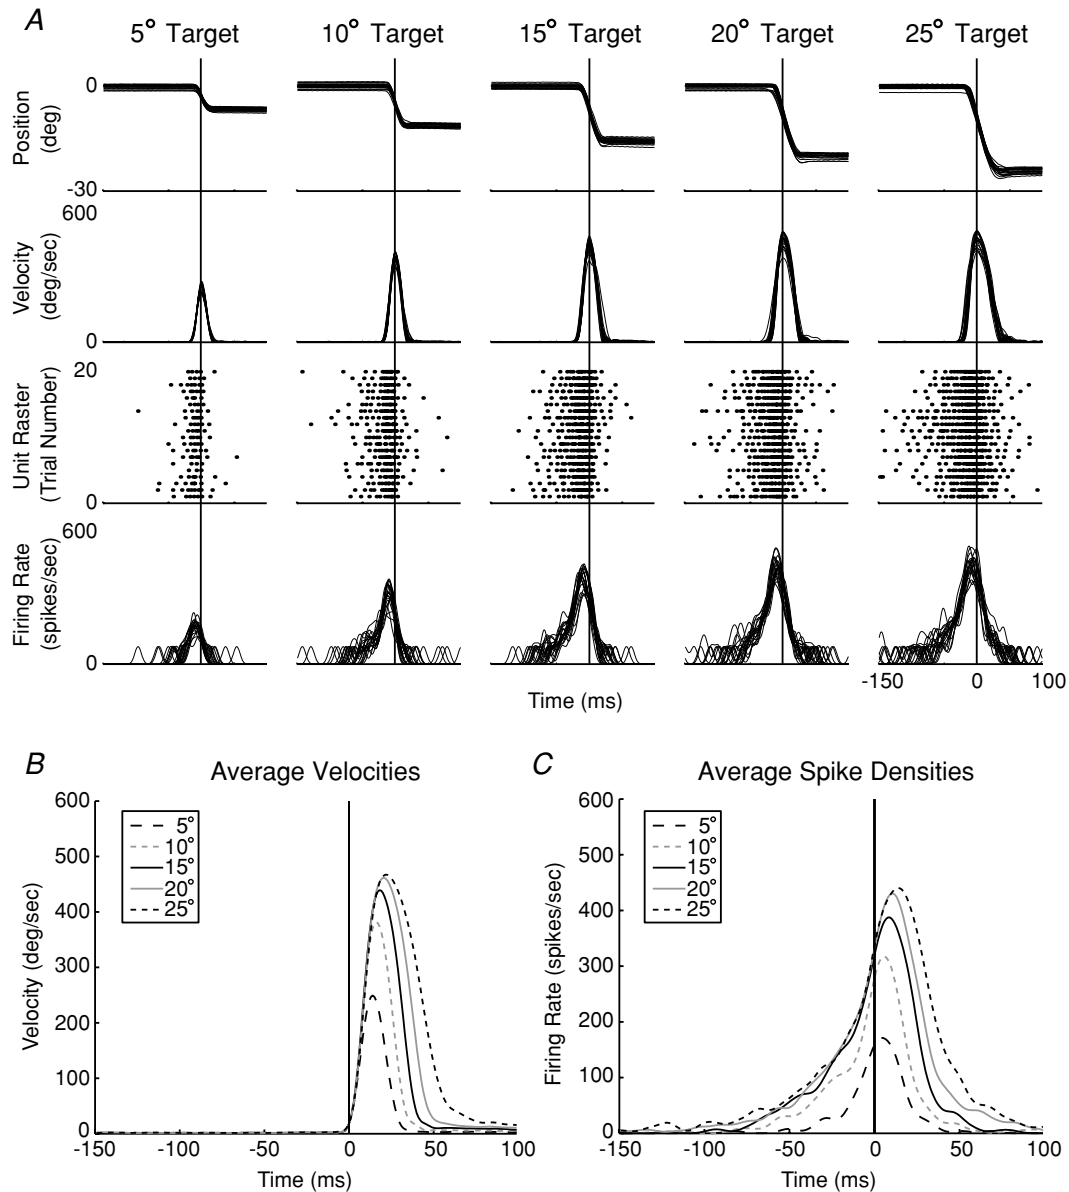 A
5° Target 10° Target 15° Target 20° Target 25° Target
Position
(deg)
0
-30
Velocity
(deg/sec)
600
0
Unit Raster
(Trial Number)
20
0
Firing Rate
(spikes/sec)
600
0
-150 0 100
Time (ms)
B
Average Velocities
Velocity (deg/sec)
600
500
400
300
200
100
0
5°
10°
15°
20°
25°
-150 -100 -50 0 50 100
Time (ms)
C
Average Spike Densities
Firing Rate (spikes/sec)
600
500
400
300
200
100
0
5°
10°
15°
20°
25°
-150 -100 -50 0 50 100
Time (ms)